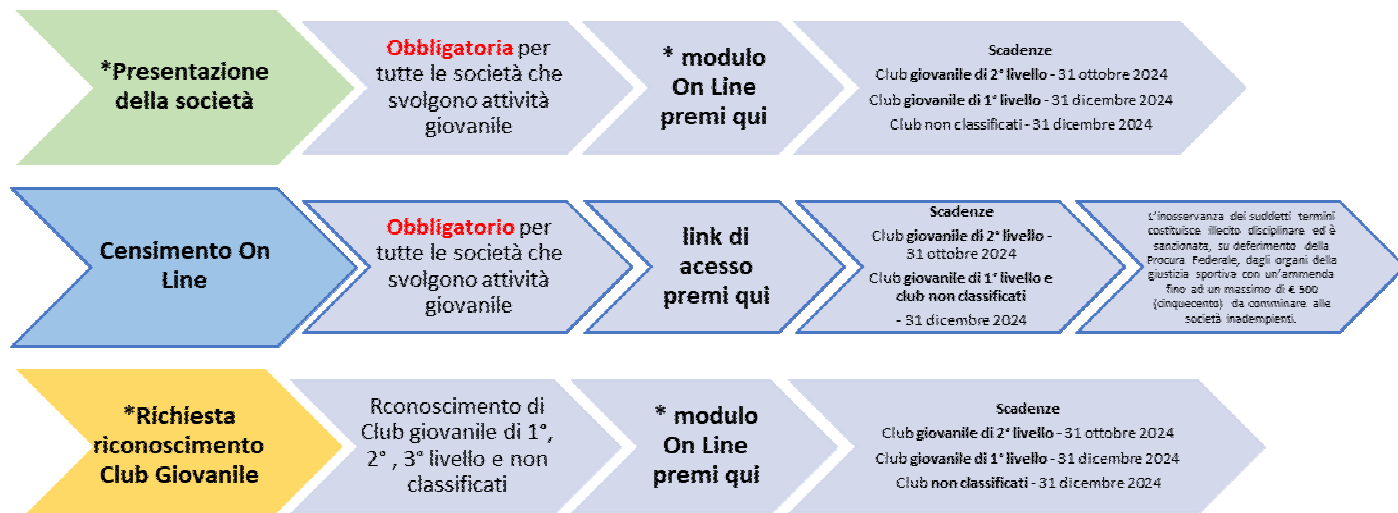 *Presentazione
della società
Obbligatoria per
tutte le società che
svolgono attività
giovanile
* modulo
On Line
premi qui
Scadenze
Club giovanile di 2° livello - 31 ottobre 2024
Club giovanile di 1° livello - 31 dicembre 2024
Club non classificati - 31 dicembre 2024
Censimento On
Line
Obbligatorio per
tutte le società che
svolgono attività
giovanile
link di
acesso
premi qui
Scadenze
Club giovanile di 2° livello -
31 ottobre 2024
Club giovanile di 1° livello e
club non classificati
- 31 dicembre 2024
L'inosservanza dei suddetti termini
costituisce illecito disciplinare ed è
sancionata, su deferimento della
Procura Federale, dagli organi della
giustizia sportiva con un'ammenda
fino ad un massimo di € 500
(cinquecento) da comminare alle
società inadempienti.
*Richiesta
riconoscimento
Club Giovanile
Rconoscimento di
Club giovanile di 1°,
2° , 3° livello e non
classificati
* modulo
On Line
premi qui
Scadenze
Club giovanile di 2° livello - 31 ottobre 2024
Club giovanile di 1° livello - 31 dicembre 2024
Club non classificati - 31 dicembre 2024